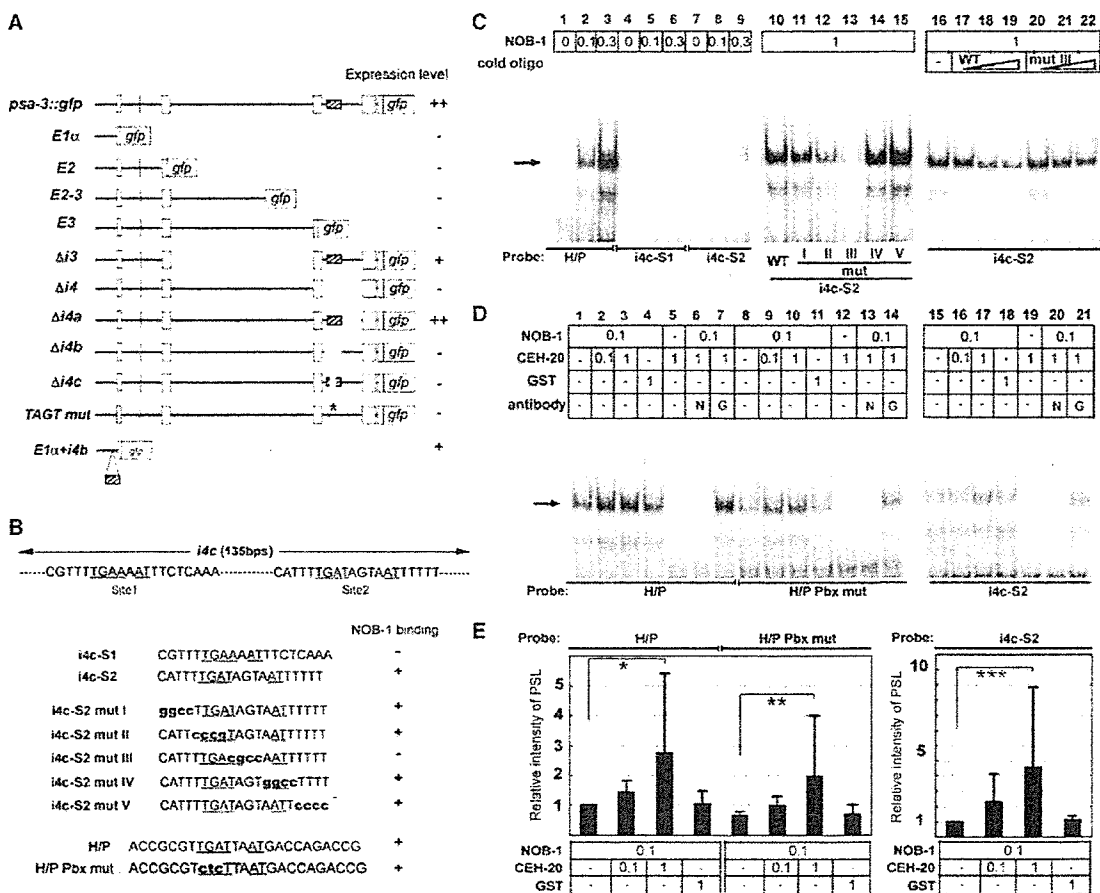 A
Expression level
psa-3::gfp gfp ++
E1α gfp -
E2 gfp -
E2-3 gfp -
E3 gfp -
Δi3 gfp +
Δi4 gfp -
Δi4a gfp ++
Δi4b gfp -
Δi4c gfp -
TAGT mut * gfp -
E1α+i4b gfp +
B
i4c (135bps)
CGTTTTGAAAATTTCTCAAA CATTTTGATAGTAATTTTTT
Site1 Site2
NOB-1 binding
i4c-S1 CGTTTTGAAAATTTCTCAAA -
i4c-S2 CATTTTGATAGTAATTTTTT +
i4c-S2 mut I ggccTTGATAGTAATTTTTT +
i4c-S2 mut II CATTcccgTAGTAATTTTTT +
i4c-S2 mut III CATTTTGAcgccAATTTTTT -
i4c-S2 mut IV CATTTTGATAGTggccTTTT +
i4c-S2 mut V CATTTTGATAGTAATTcccc +
H/P ACCGCGTTGATTAATGACCAGACCG +
H/P Pbx mut ACCGCGTctcTTAATGACCAGACCG +
C
1 2 3 4 5 6 7 8 9 10 11 12 13 14 15 16 17 18 19 20 21 22
NOB-1 0 0.1 0.3 0 0.1 0.3 0 0.1 0.3 1 1
cold oligo - WT mut III
Probe: H/P i4c-S1 i4c-S2 WT I II III IV V i4c-S2
mut
i4c-S2
D
1 2 3 4 5 6 7 8 9 10 11 12 13 14 15 16 17 18 19 20 21
NOB-1 0.1 - 0.1 0.1 - 0.1 0.1 - 0.1
CEH-20 - 0.1 1 - 1 1 1 - 0.1 1 - 1 1 1 - 0.1 1 - 1 1 1
GST - - - 1 - - - - - - 1 - - - - - - 1 - - -
antibody - - - - - N G - - - - - N G - - - - - N G
Probe: H/P H/P Pbx mut i4c-S2
E
Probe: H/P H/P Pbx mut Probe: i4c-S2
Relative intensity of PSL
5
4
3
2
1
* **
Relative intensity of PSL
10
5
1
***
NOB-1 0.1 0.1 NOB-1 0.1
CEH-20 - 0.1 1 - - 0.1 1 - CEH-20 - 0.1 1 -
GST - - - 1 - - - 1 GST - - - 1